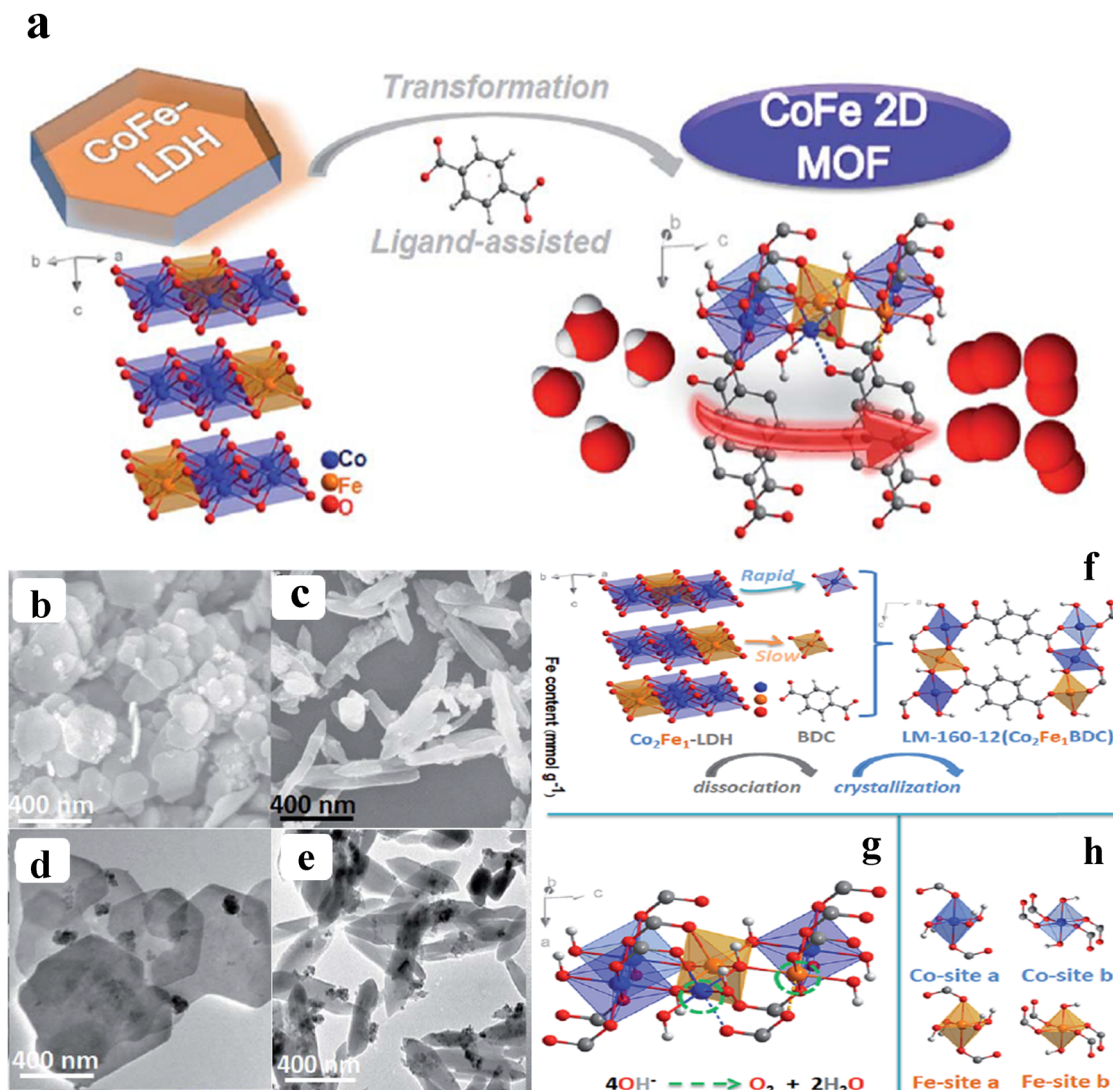 a
CoFe-
LDH
Transformation
Ligand-assisted
CoFe 2D
MOF
b
a
c
b
c
Co
Fe
O
b
400 nm
c
400 nm
d
400 nm
e
400 nm
f
b
a
c
Rapid
Slow
Fe content (mmol g-1)
Co2Fe1-LDH
BDC
LM-160-12(Co2Fe1BDC)
a
c
dissociation
crystallization
g
b
c
a
4OH- ----> O2 + 2H2O
h
Co-site a
Co-site b
Fe-site a
Fe-site b